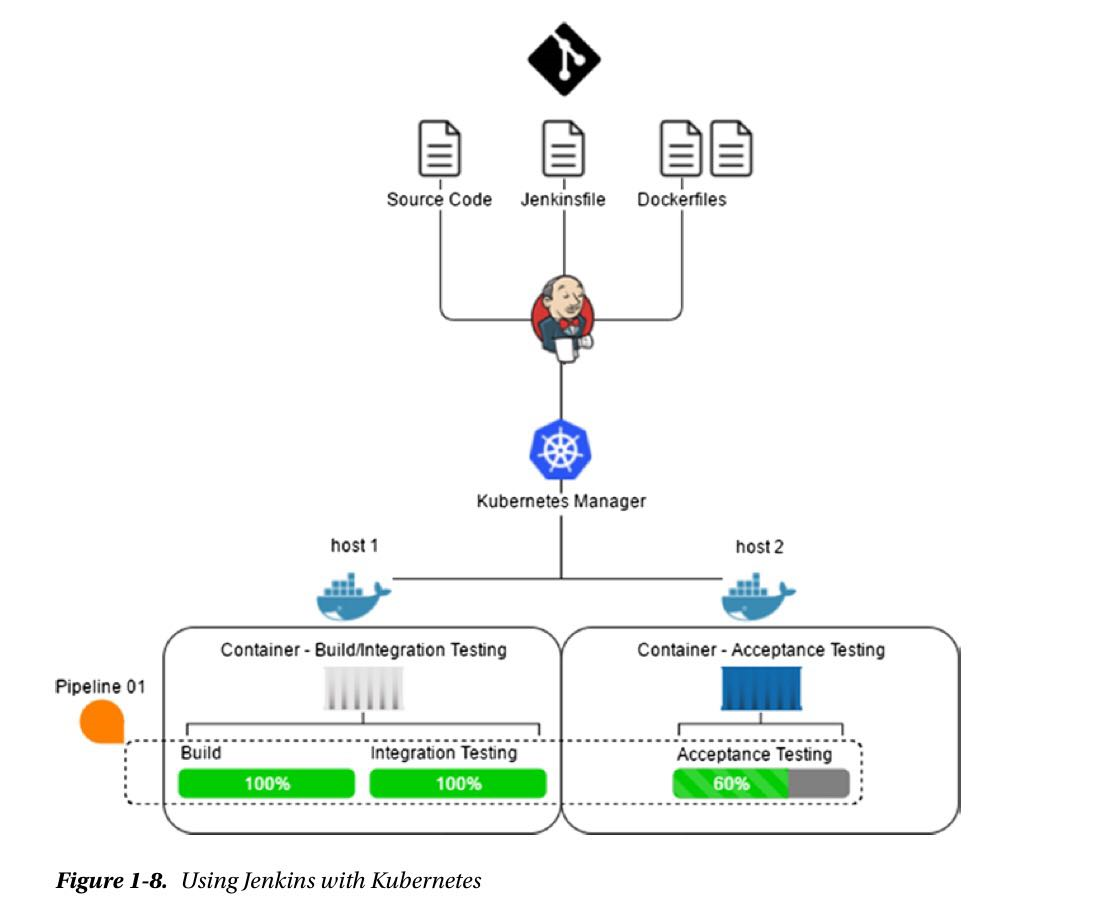 Source Code
Jenkinsfile
Dockerfiles
Kubernetes Manager
host 1
host 2
Container - Build/Integration Testing
Container - Acceptance Testing
Pipeline 01
Build
Integration Testing
Acceptance Testing
100%
100%
60%
Figure 1-8. Using Jenkins with Kubernetes